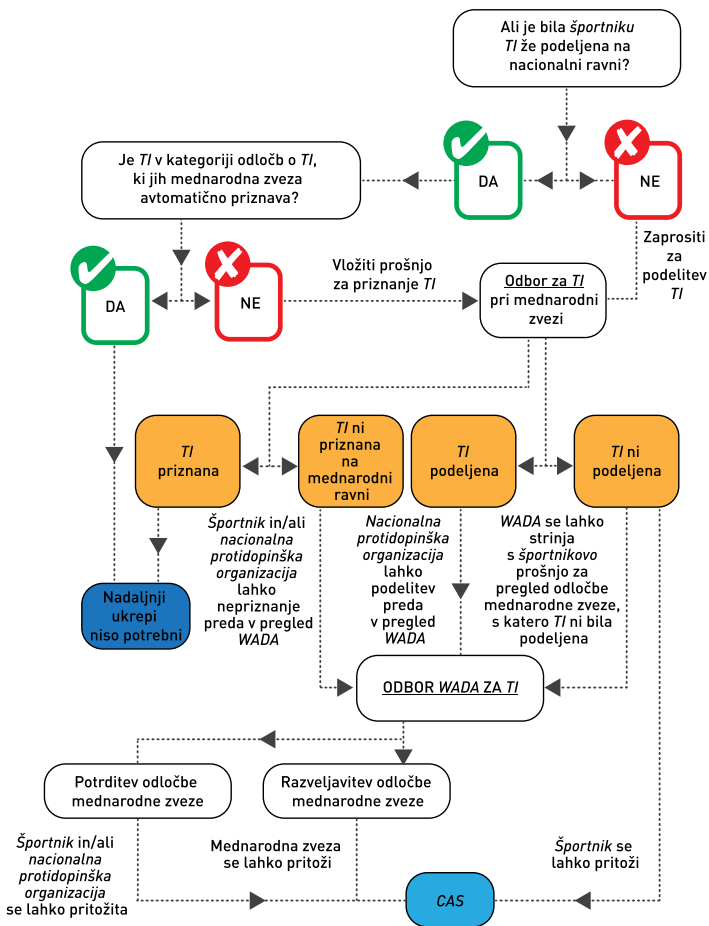 Ali je bila športniku
TI že podeljena na
nacionalni ravni?
Je TI v kategoriji odločb o TI,
ki jih mednarodna zveza
avtomatično priznava?
DA
NE
DA
NE
Vložiti prošnjo
za priznanje TI
Odbor za TI
pri mednarodni
zvezi
Zaprositi
za
podelitev
TI
TI
priznana
TI ni
priznana
na
mednarodni
ravni
TI
podeljena
TI ni
podeljena
Športnik in/ali
nacionalna
protidopinška
organizacija
lahko
nepriznanje
preda v pregled
WADA
Nacionalna
protidopinška
organizacija
lahko
podelitev
preda
v pregled
WADA
WADA se lahko
strinja
s športnikovo
prošnjo za
pregled odločbe
mednarodne zveze,
s katero TI ni bila
podeljena
Nadaljnji
ukrepi
niso potrebni
ODBOR WADA ZA TI
Potrditev odločbe
mednarodne zveze
Razveljavitev odločbe
mednarodne zveze
Športnik in/ali
nacionalna
protidopinška
organizacija
se lahko pritožita
Mednarodna zveza
se lahko pritoži
Športnik se
lahko pritoži
CAS